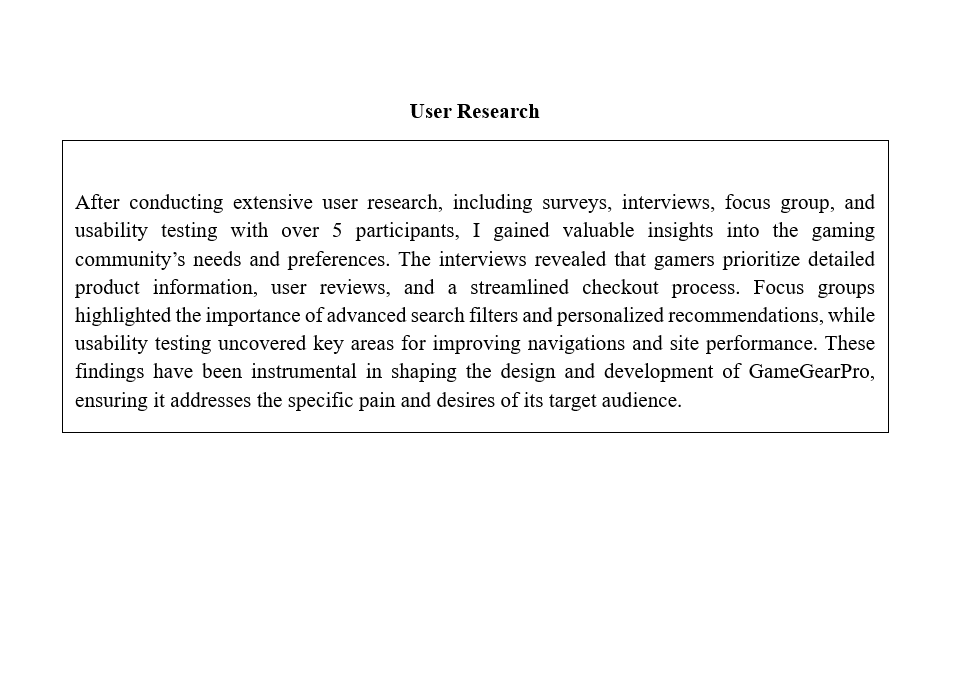 User Research
After conducting extensive user research, including surveys, interviews, focus group, and
usability testing with over 5 participants, I gained valuable insights into the gaming
community’s needs and preferences. The interviews revealed that gamers prioritize detailed
product information, user reviews, and a streamlined checkout process. Focus groups
highlighted the importance of advanced search filters and personalized recommendations, while
usability testing uncovered key areas for improving navigations and site performance. These
findings have been instrumental in shaping the design and development of GameGearPro,
ensuring it addresses the specific pain and desires of its target audience.